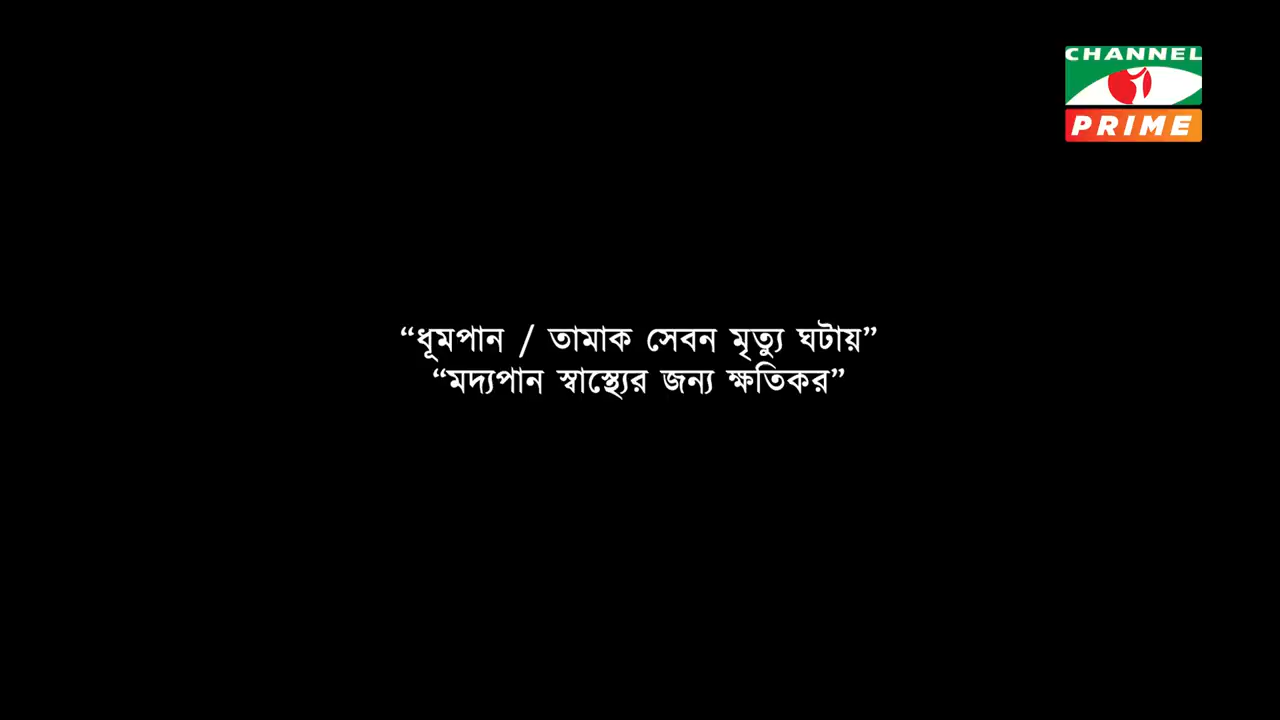 CHANNEL
i
PRIME
“ধূমপান / তামাক সেবন মৃত্যু ঘটায়”
“মদ্যপান স্বাস্থ্যের জন্য ক্ষতিকর”